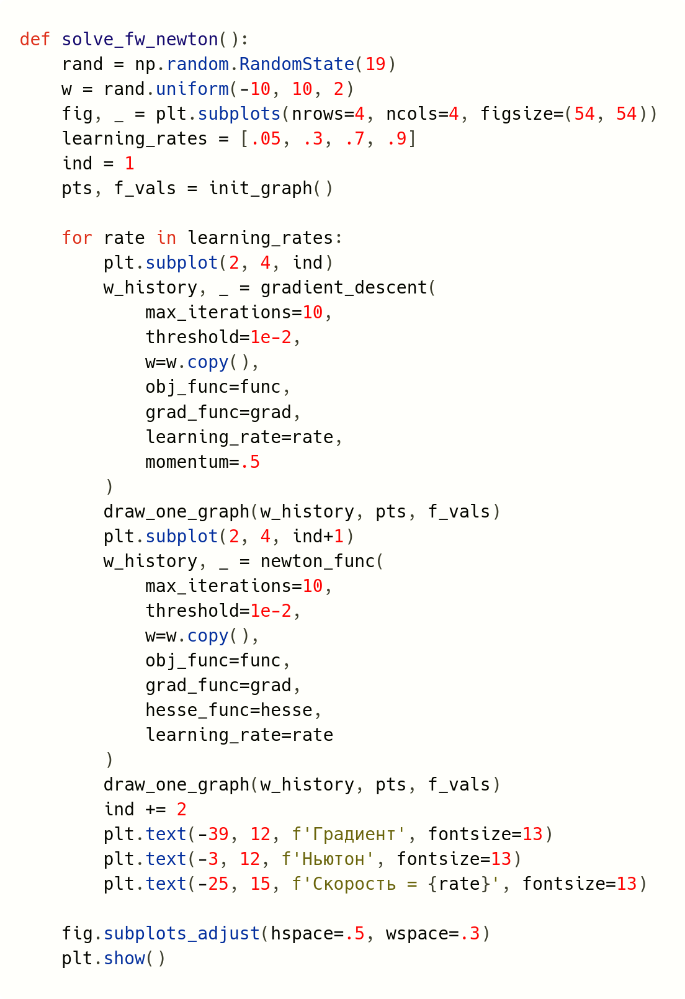 def solve_fw_newton():
    rand = np.random.RandomState(19)
    w = rand.uniform(-10, 10, 2)
    fig, _ = plt.subplots(nrows=4, ncols=4, figsize=(54, 54))
    learning_rates = [.05, .3, .7, .9]
    ind = 1
    pts, f_vals = init_graph()

    for rate in learning_rates:
        plt.subplot(2, 4, ind)
        w_history, _ = gradient_descent(
            max_iterations=10,
            threshold=1e-2,
            w=w.copy(),
            obj_func=func,
            grad_func=grad,
            learning_rate=rate,
            momentum=.5
        )
        draw_one_graph(w_history, pts, f_vals)
        plt.subplot(2, 4, ind+1)
        w_history, _ = newton_func(
            max_iterations=10,
            threshold=1e-2,
            w=w.copy(),
            obj_func=func,
            grad_func=grad,
            hesse_func=hesse,
            learning_rate=rate
        )
        draw_one_graph(w_history, pts, f_vals)
        ind += 2
        plt.text(-39, 12, f'Градиент', fontsize=13)
        plt.text(-3, 12, f'Ньютон', fontsize=13)
        plt.text(-25, 15, f'Скорость = {rate}', fontsize=13)

    fig.subplots_adjust(hspace=.5, wspace=.3)
    plt.show()